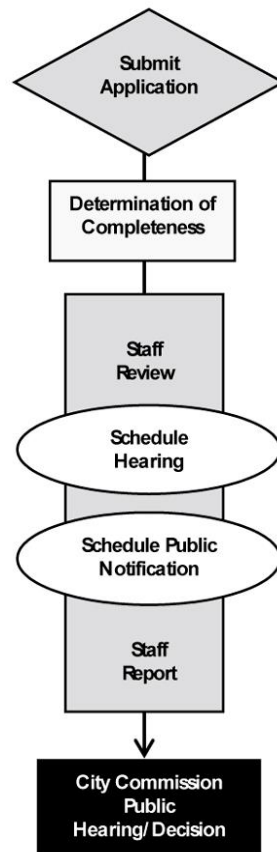 Submit
Application
Determination of
Completeness
Staff
Review
Schedule
Hearing
Schedule Public
Notification
Staff
Report
City Commission
Public
Hearing/ Decision